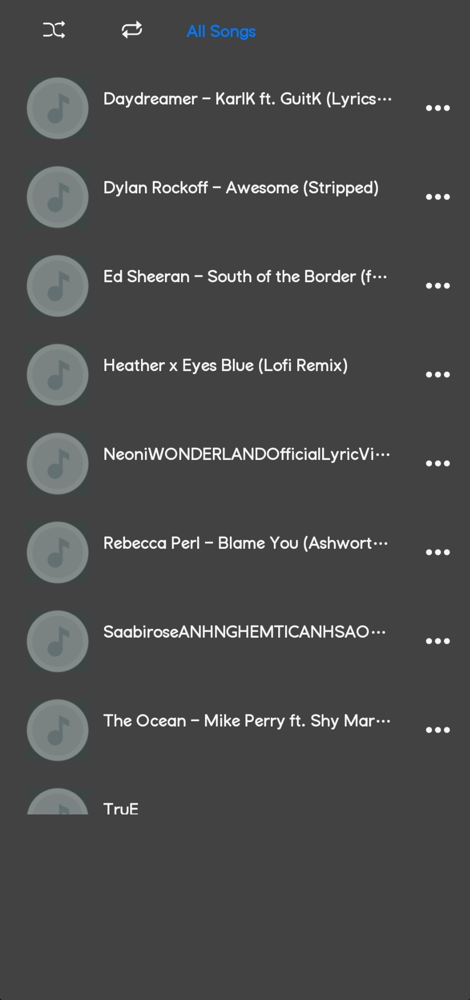 All Songs
Daydreamer – KarlK ft. GuitK (Lyrics···
Dylan Rockoff – Awesome (Stripped)
Ed Sheeran – South of the Border (f···
Heather x Eyes Blue (Lofi Remix)
NeoniWONDERLANDOfficialLyricVi···
Rebecca Perl – Blame You (Ashwort···
SaabiroseANHNGHEMTICANHSAO···
The Ocean – Mike Perry ft. Shy Mar···
TruE